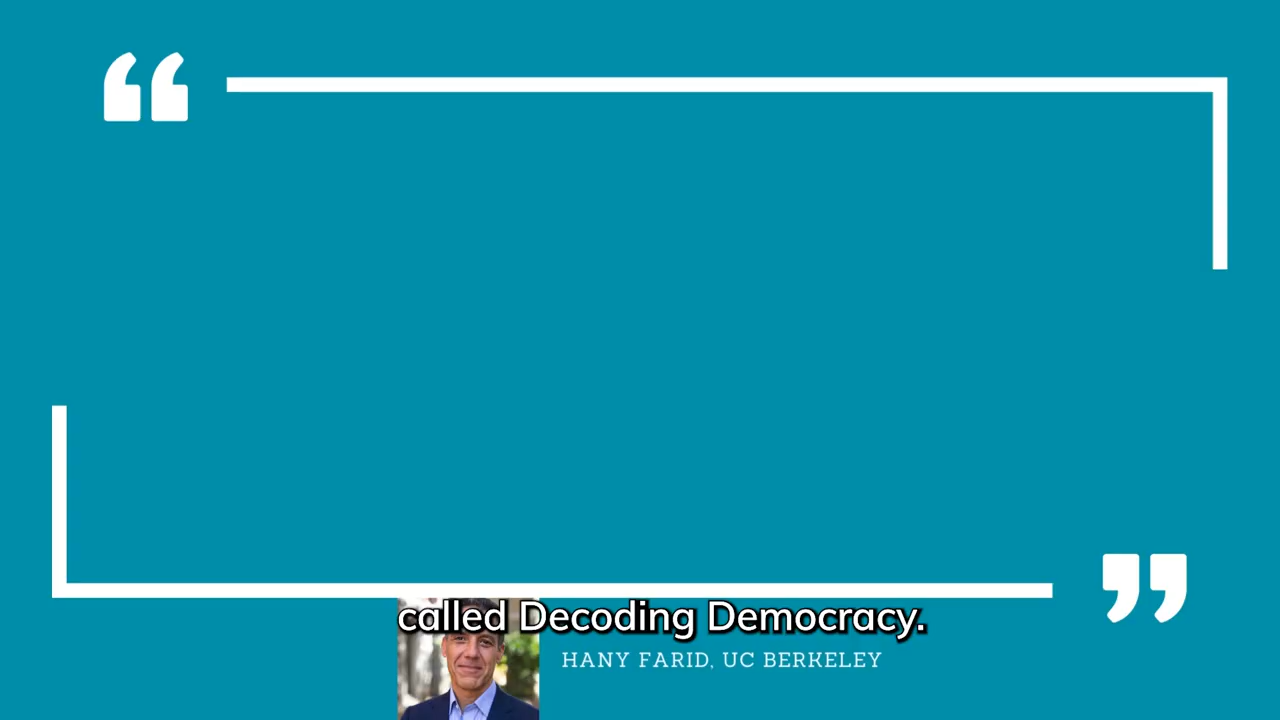 “
called Decoding Democracy.
HANY FARID, UC BERKELEY
”